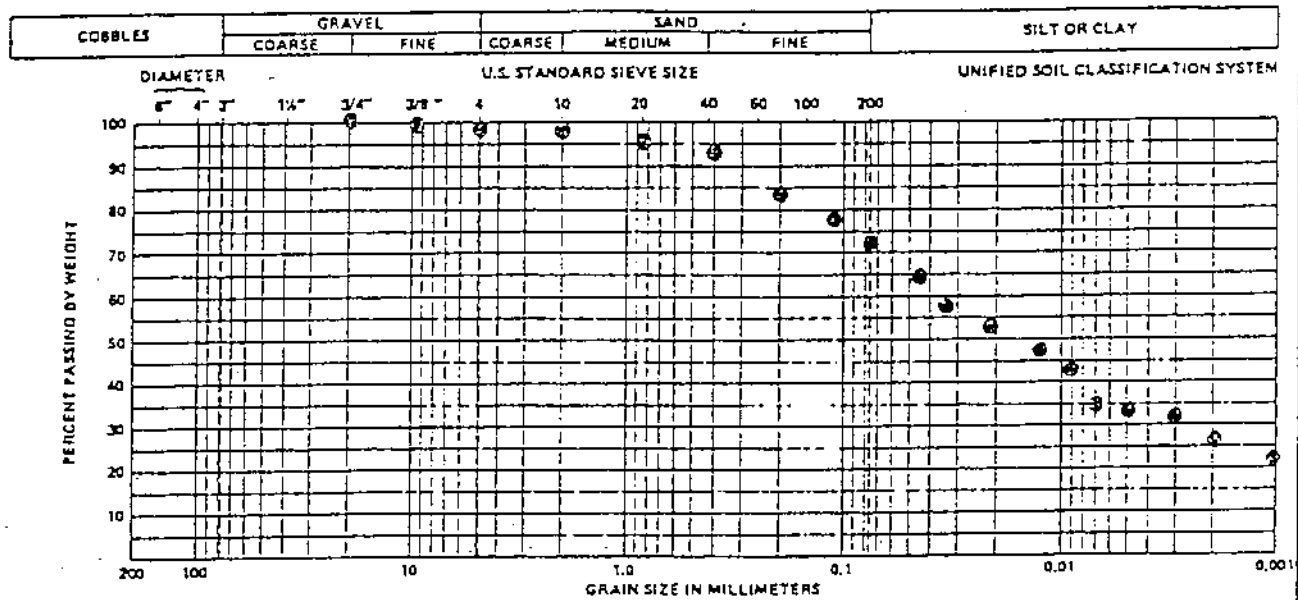 GRAVEL SAND
COBBLES SILT OR CLAY
COARSE FINE COARSE MEDIUM FINE
DIAMETER U.S. STANDARD SIEVE SIZE UNIFIED SOIL CLASSIFICATION SYSTEM
6" 4" 3" 1½" 3/4" 3/8" 4 10 20 40 60 100 200
100
90
80
70
60
50
40
30
20
10
PERCENT PASSING BY WEIGHT
200 100 10 1.0 0.1 0.01 0.001
GRAIN SIZE IN MILLIMETERS